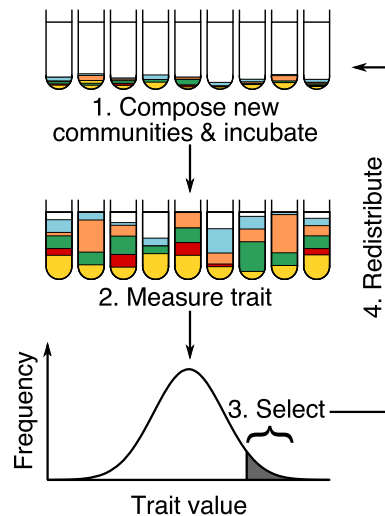 1. Compose new
communities & incubate
2. Measure trait
3. Select
4. Redistribute
Frequency
Trait value